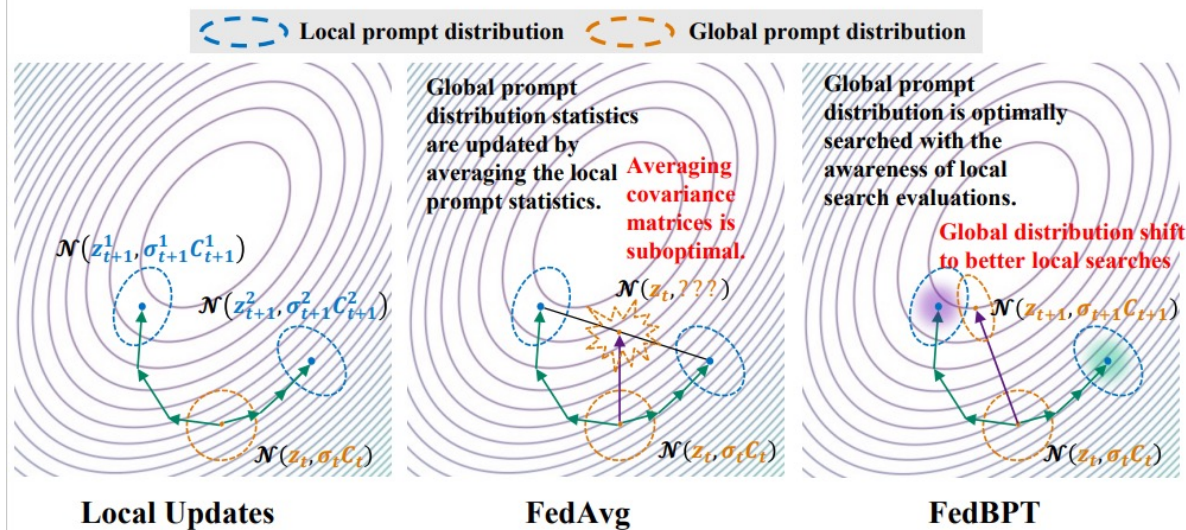 Local prompt distribution
Global prompt distribution
𝒩(z¹ₜ₊₁, σ¹ₜ₊₁C¹ₜ₊₁)
𝒩(z²ₜ₊₁, σ²ₜ₊₁C²ₜ₊₁)
𝒩(zₜ, σₜCₜ)
Local Updates
Global prompt
distribution statistics
are updated by
averaging the local
prompt statistics.
Averaging
covariance
matrices is
suboptimal.
𝒩(zₜ, ???)
𝒩(zₜ, σₜCₜ)
FedAvg
Global prompt
distribution is optimally
searched with the
awareness of local
search evaluations.
Global distribution shift
to better local searches
𝒩(zₜ₊₁, σₜ₊₁Cₜ₊₁)
𝒩(zₜ, σₜCₜ)
FedBPT